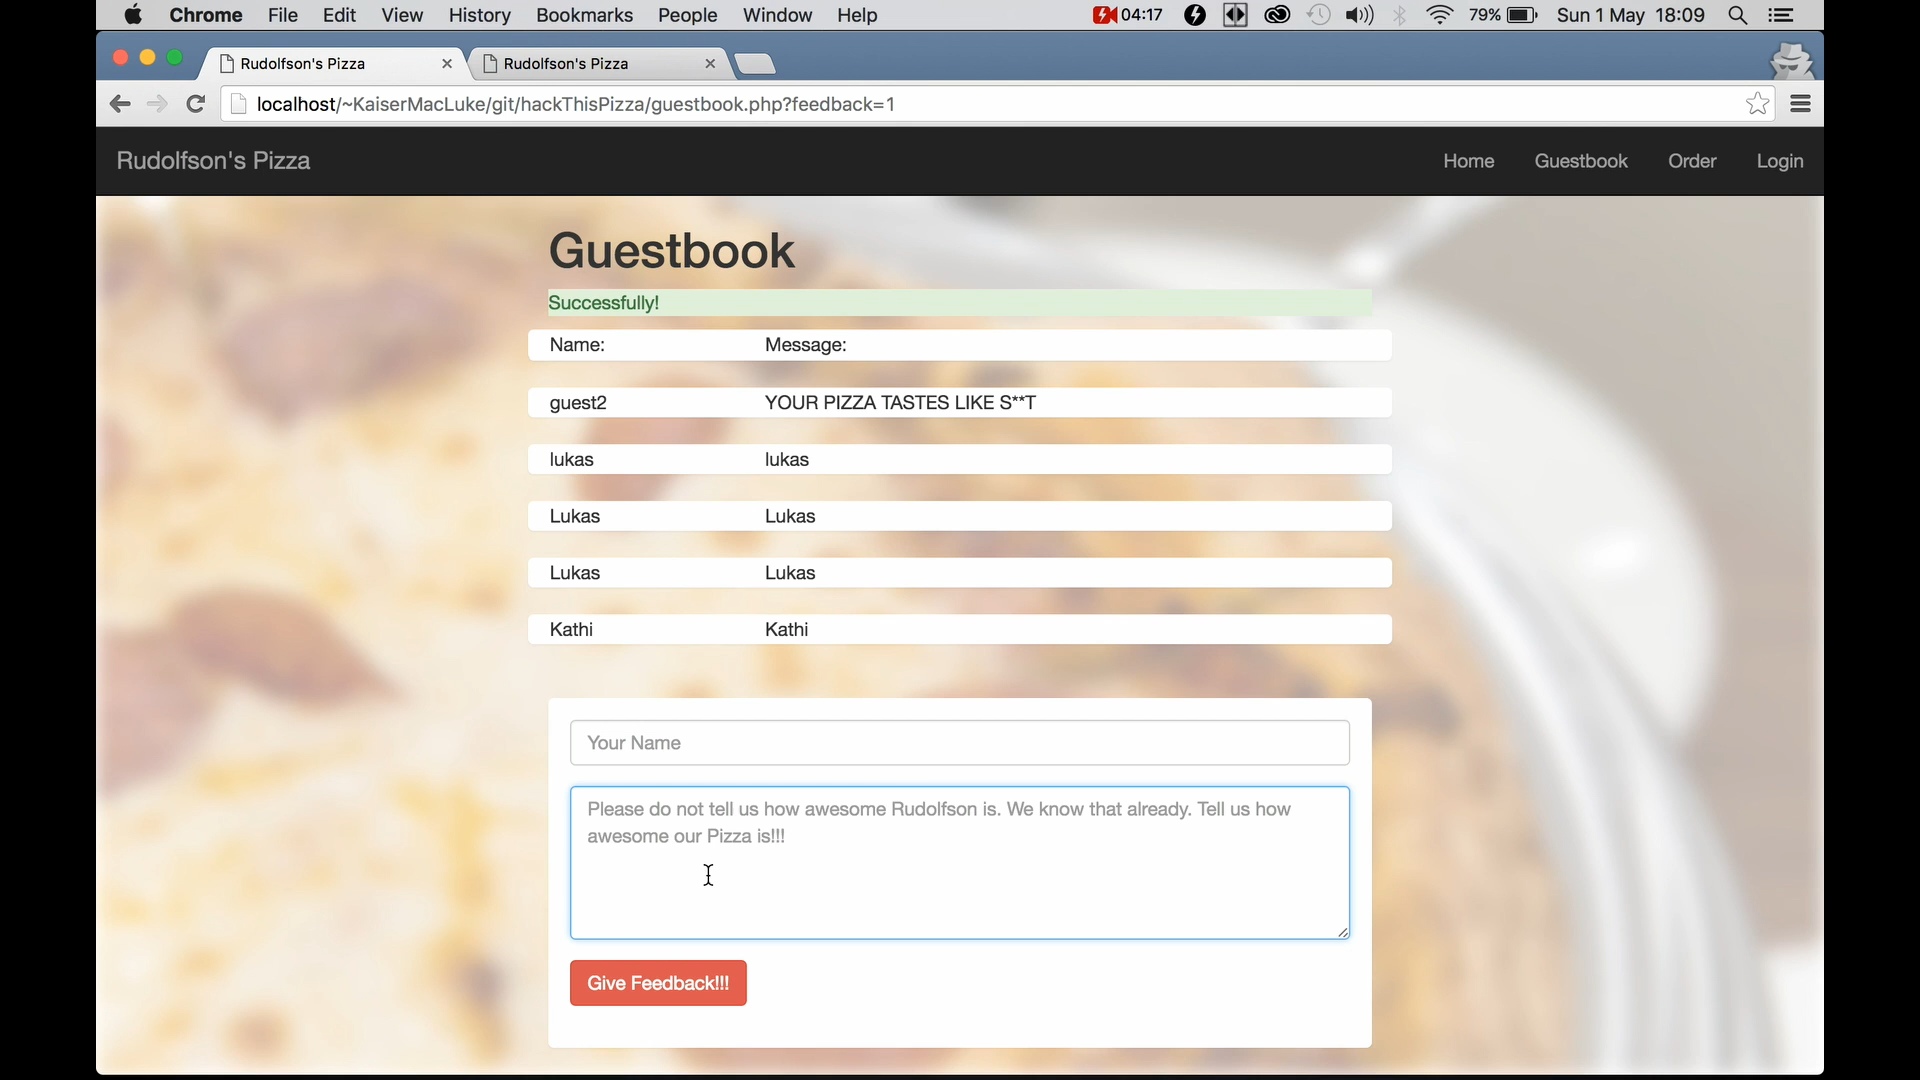 Chrome File Edit View History Bookmarks People Window Help 04:17 79% Sun 1 May 18:09
Rudolfson's Pizza Rudolfson's Pizza
localhost/~KaiserMacLuke/git/hackThisPizza/guestbook.php?feedback=1
Rudolfson's Pizza Home Guestbook Order Login
Guestbook
Successfully!
Name: Message:
guest2 YOUR PIZZA TASTES LIKE S**T
lukas lukas
Lukas Lukas
Lukas Lukas
Kathi Kathi
Your Name
Please do not tell us how awesome Rudolfson is. We know that already. Tell us how
awesome our Pizza is!!!
Give Feedback!!!